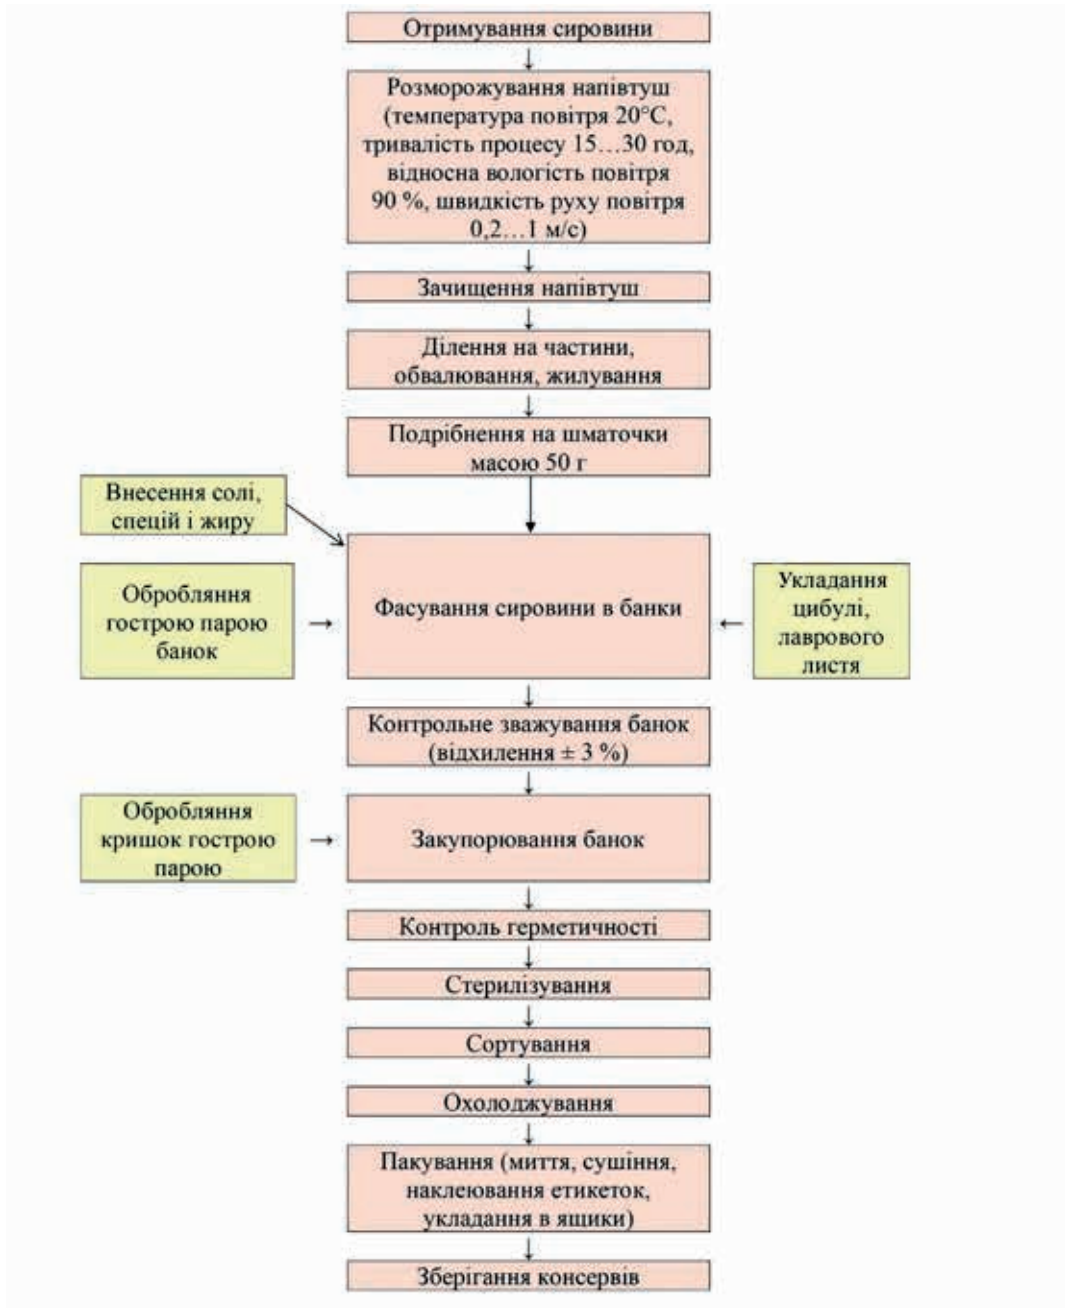 Отримування сировини
Розморожування напівтуш
(температура повітря 20°С,
тривалість процесу 15…30 год,
відносна вологість повітря
90 %, швидкість руху повітря
0,2…1 м/с)
Зачищення напівтуш
Ділення на частини,
обвалювання, жилування
Подрібнення на шматочки
масою 50 г
Внесення солі,
спецій і жиру
Обробляння
гострою парою
банок
Фасування сировини в банки
Укладання
цибулі,
лаврового
листя
Контрольне зважування банок
(відхилення ± 3 %)
Обробляння
кришок гострою
парою
Закупорювання банок
Контроль герметичності
Стерилізування
Сортування
Охолоджування
Пакування (миття, сушіння,
наклеювання етикеток,
укладання в ящики)
Зберігання консервів